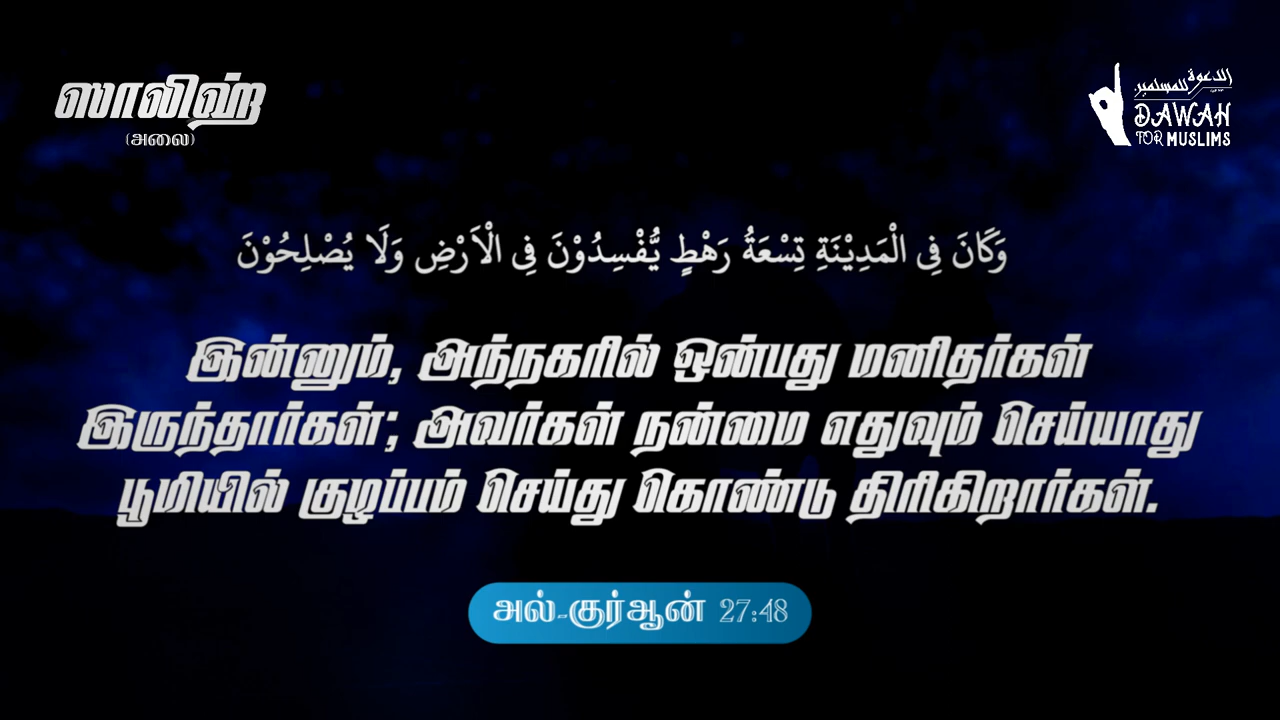 ஸாலிஹ்
(அலை)
الدعوة للمسلمين
DAWAH
FOR MUSLIMS
وَكَانَ فِى الْمَدِيْنَةِ تِسْعَةُ رَهْطٍ يُّفْسِدُوْنَ فِى الْاَرْضِ وَلَا يُصْلِحُوْنَ
இன்னும், அந்நகரில் ஒன்பது மனிதர்கள்
இருந்தார்கள்; அவர்கள் நன்மை எதுவும் செய்யாது
பூமியில் குழப்பம் செய்து கொண்டு திரிகிறார்கள்.
அல்-குர்ஆன் 27:48